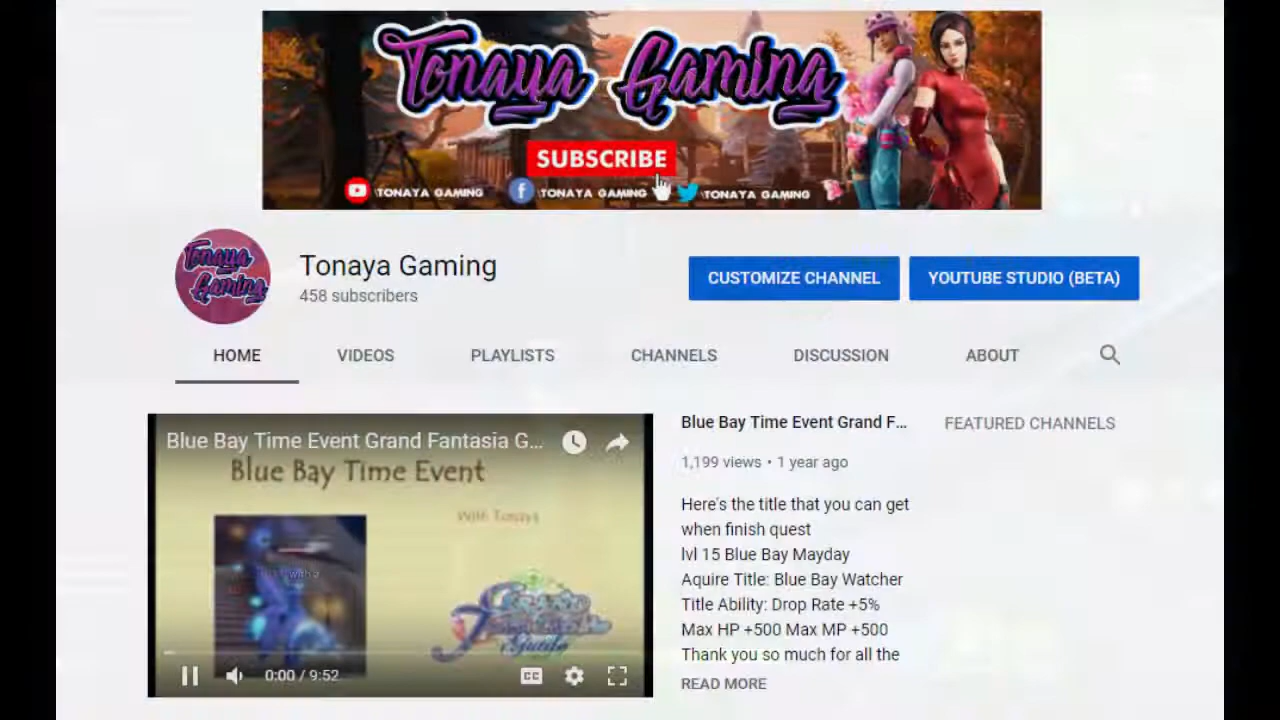 Tonaya Gaming
SUBSCRIBE
\TONAYA GAMING
\TONAYA GAMING
\TONAYA GAMING
Tonaya Gaming
Tonaya Gaming
458 subscribers
CUSTOMIZE CHANNEL
YOUTUBE STUDIO (BETA)
HOME
VIDEOS
PLAYLISTS
CHANNELS
DISCUSSION
ABOUT
Blue Bay Time Event Grand Fantasia G...
Blue Bay Time Event
With Tonaya
Guide
CC
0:00 / 9:52
Blue Bay Time Event Grand F...
1,199 views • 1 year ago
Here's the title that you can get
when finish quest
lvl 15 Blue Bay Mayday
Aquire Title: Blue Bay Watcher
Title Ability: Drop Rate +5%
Max HP +500 Max MP +500
Thank you so much for all the
READ MORE
FEATURED CHANNELS